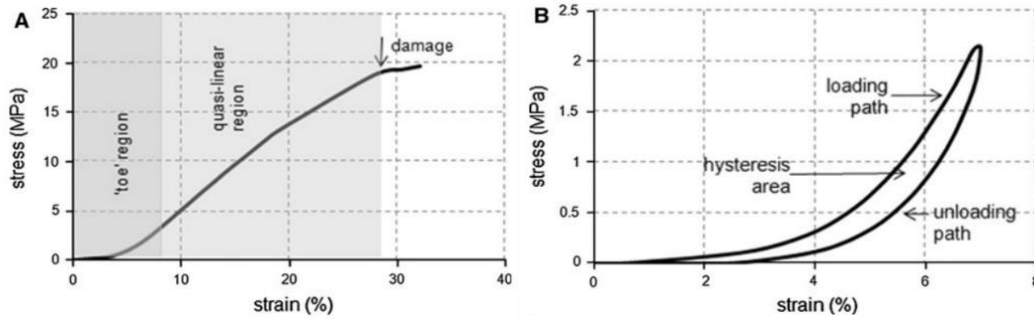 A
25
20
15
10
5
0
0
10
20
30
40
stress (MPa)
strain (%)
'toe' region
quasi-linear
region
damage
B
2.5
2
1.5
1
0.5
0
0
2
4
6
8
stress (MPa)
strain (%)
loading
path
hysteresis
area
unloading
path